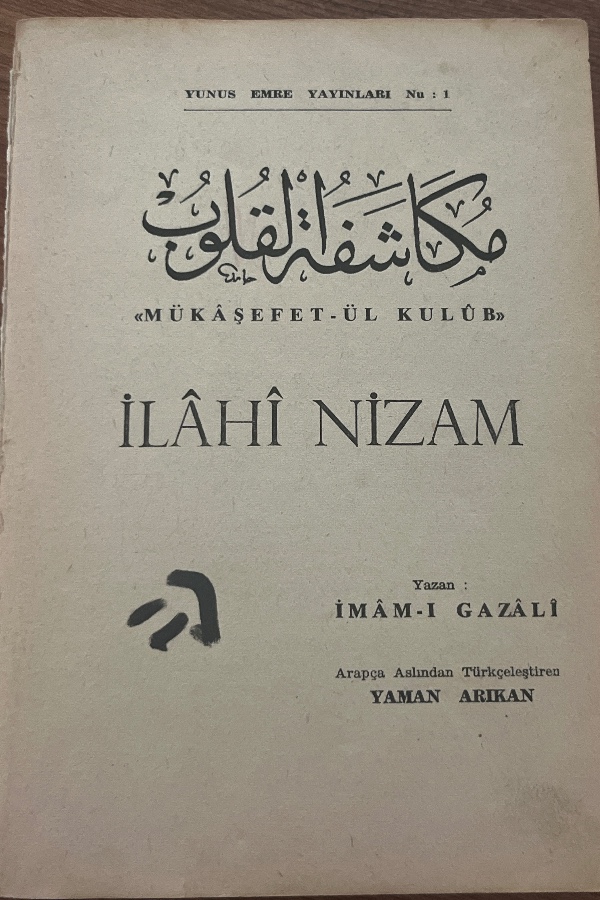 YUNUS EMRE YAYINLARI Nu : 1
مكاشفة القلوب
حامد
«MÜKÂŞEFET-ÜL KULÛB»
İLÂHÎ NİZAM
Yazan :
İMÂM-I GAZÂLÎ
Arapça Aslından Türkçeleştiren
YAMAN ARIKAN